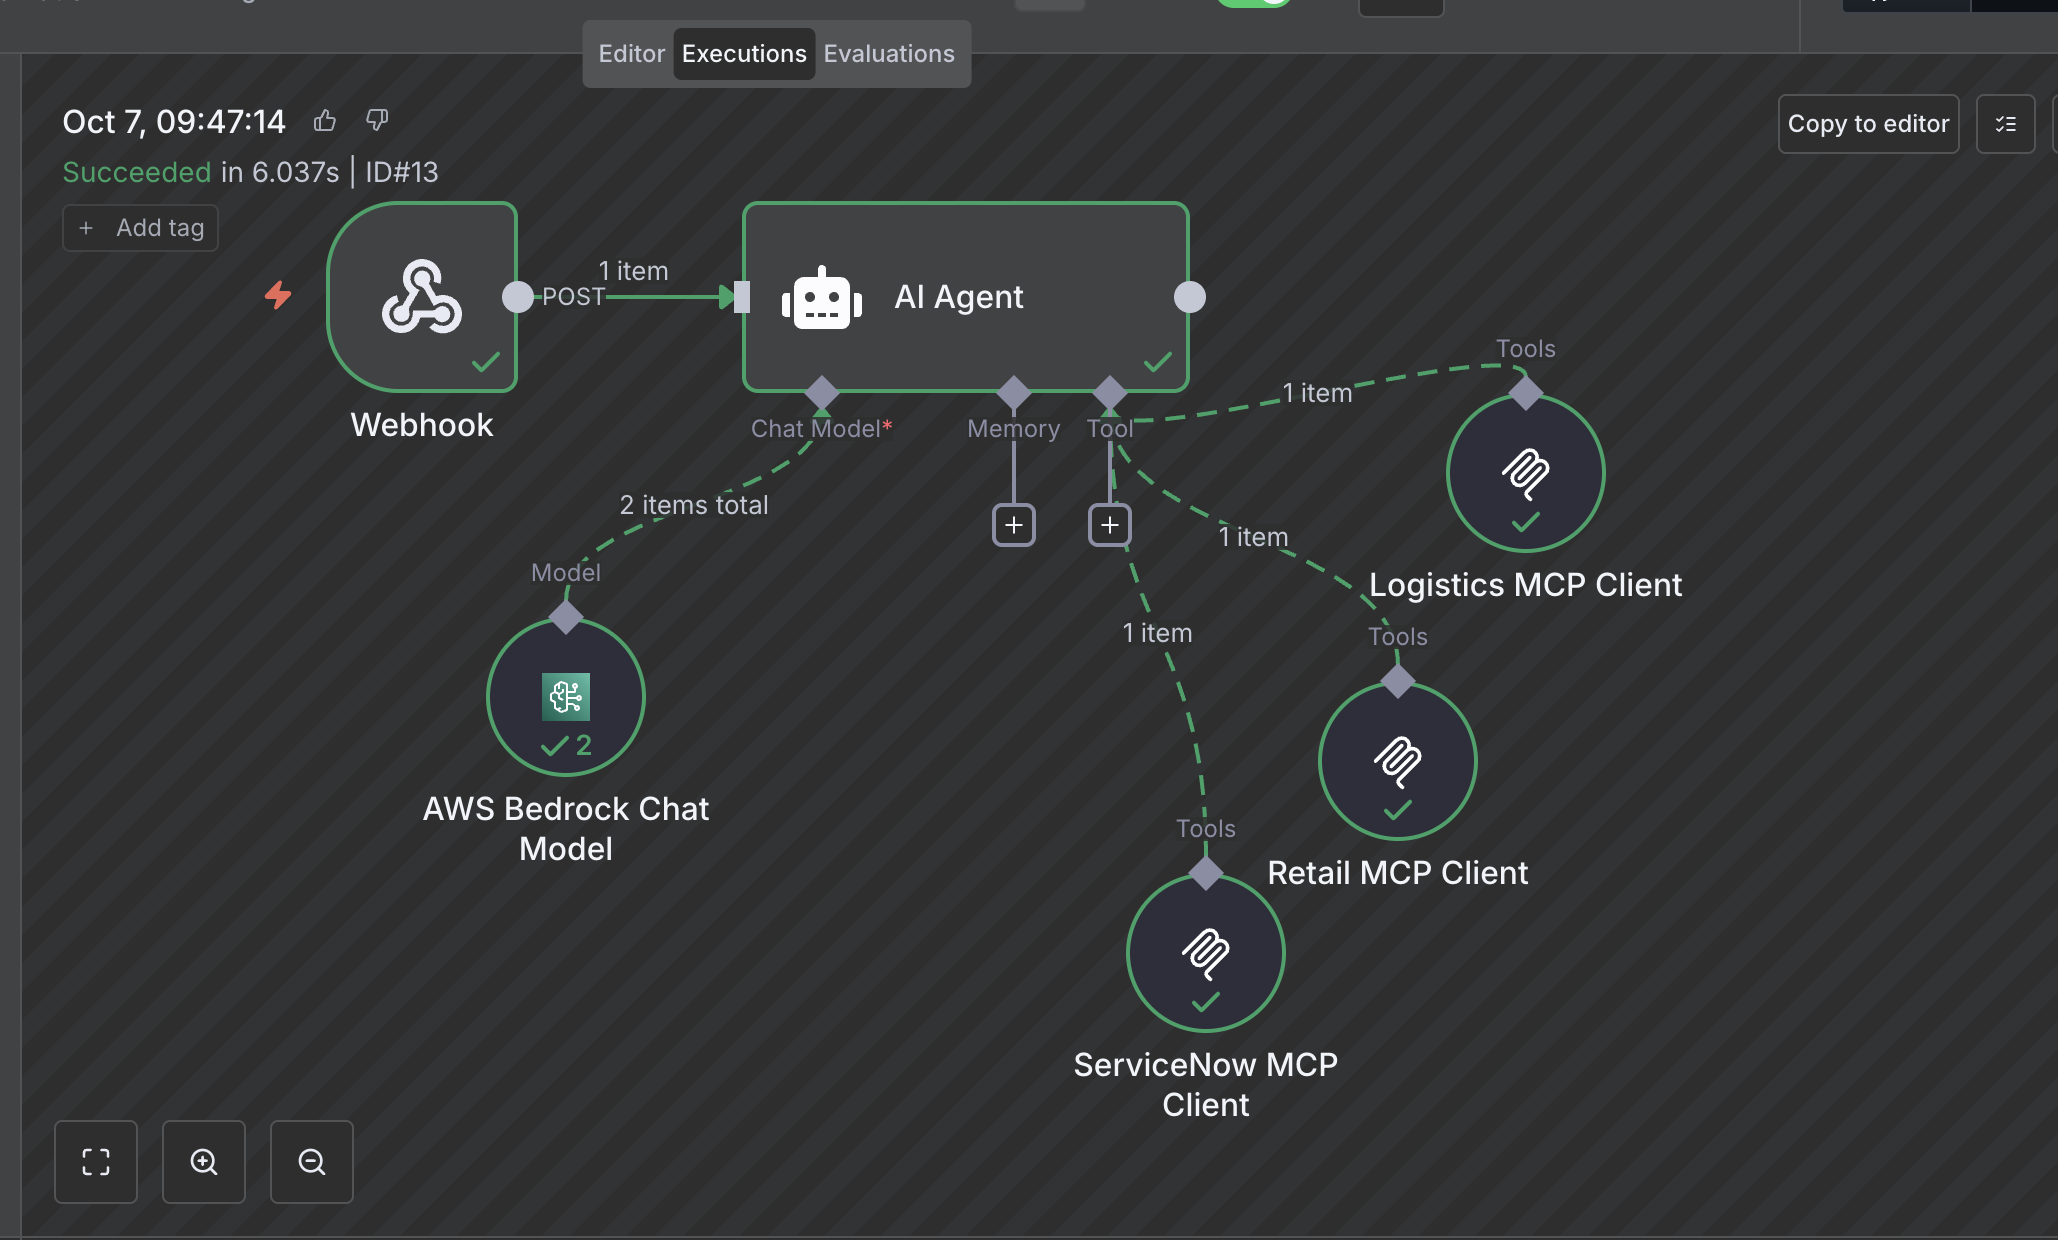 Editor Executions Evaluations
Oct 7, 09:47:14
Succeeded in 6.037s | ID#13
+ Add tag
Copy to editor
1 item
POST
AI Agent
Webhook
Chat Model*
Memory
Tool
1 item
Tools
2 items total
1 item
Logistics MCP Client
Model
1 item
Tools
2
AWS Bedrock Chat
Model
Tools
Retail MCP Client
ServiceNow MCP
Client